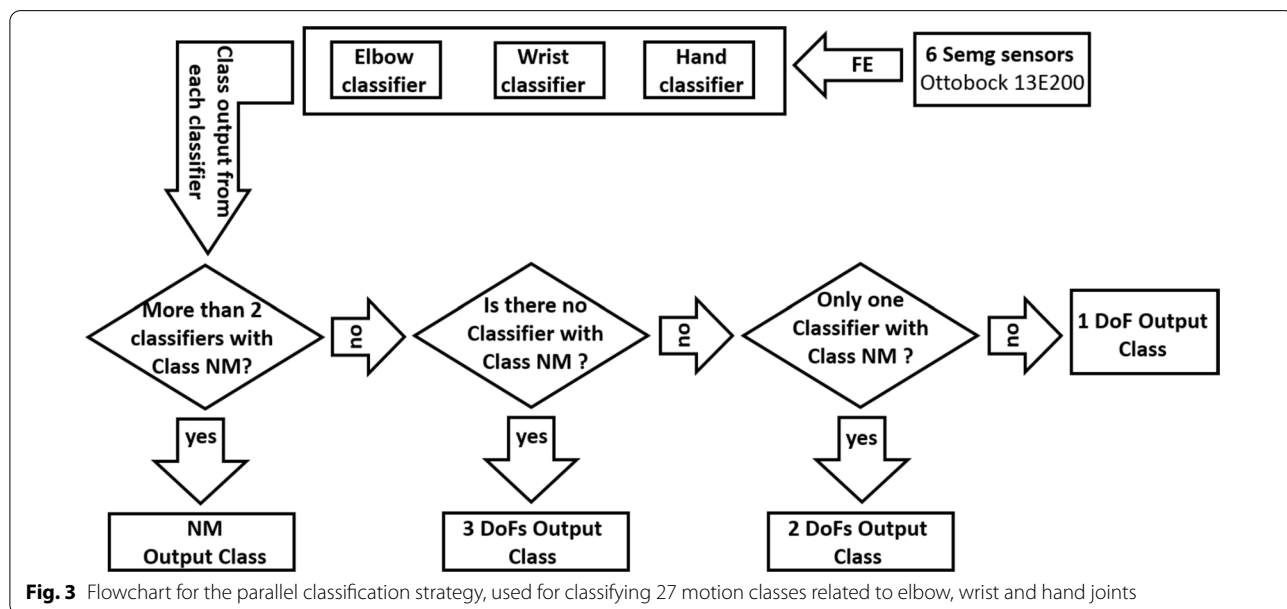 6 Semg sensors
Ottobock 13E200
FE
Elbow
classifier
Wrist
classifier
Hand
classifier
Class output from
each classifier
More than 2
classifiers with
Class NM?
no
Is there no
Classifier with
Class NM ?
no
Only one
Classifier with
Class NM ?
no
1 DoF Output
Class
yes
yes
yes
NM
Output Class
3 DoFs Output
Class
2 DoFs Output
Class
Fig. 3 Flowchart for the parallel classification strategy, used for classifying 27 motion classes related to elbow, wrist and hand joints